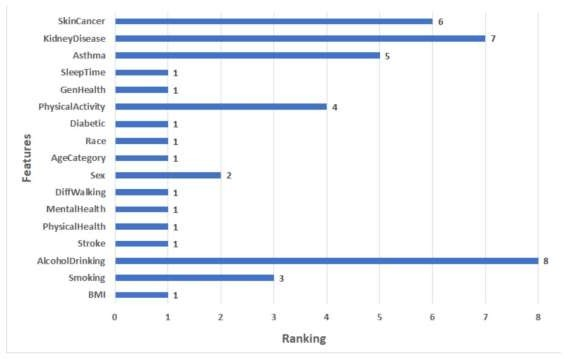 SkinCancer 6
KidneyDisease 7
Asthma 5
SleepTime 1
GenHealth 1
PhysicalActivity 4
Diabetic 1
Race 1
AgeCategory 1
Sex 2
DiffWalking 1
MentalHealth 1
PhysicalHealth 1
Stroke 1
AlcoholDrinking 8
Smoking 3
BMI 1
Features
0 1 2 3 4 5 6 7 8
Ranking